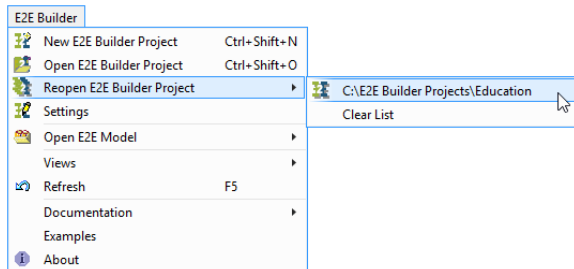 E2E Builder
New E2E Builder Project Ctrl+Shift+N
Open E2E Builder Project Ctrl+Shift+O
Reopen E2E Builder Project
C:\E2E Builder Projects\Education
Settings
Clear List
Open E2E Model
Views
Refresh F5
Documentation
Examples
About